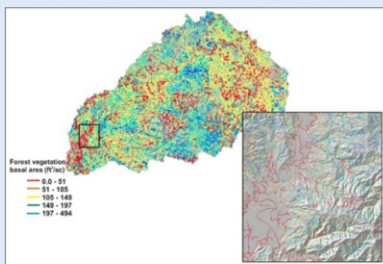 Forest vegetation
basal area (ft²/ac)
0.0 - 51
51 - 105
105 - 149
149 - 197
197 - 494